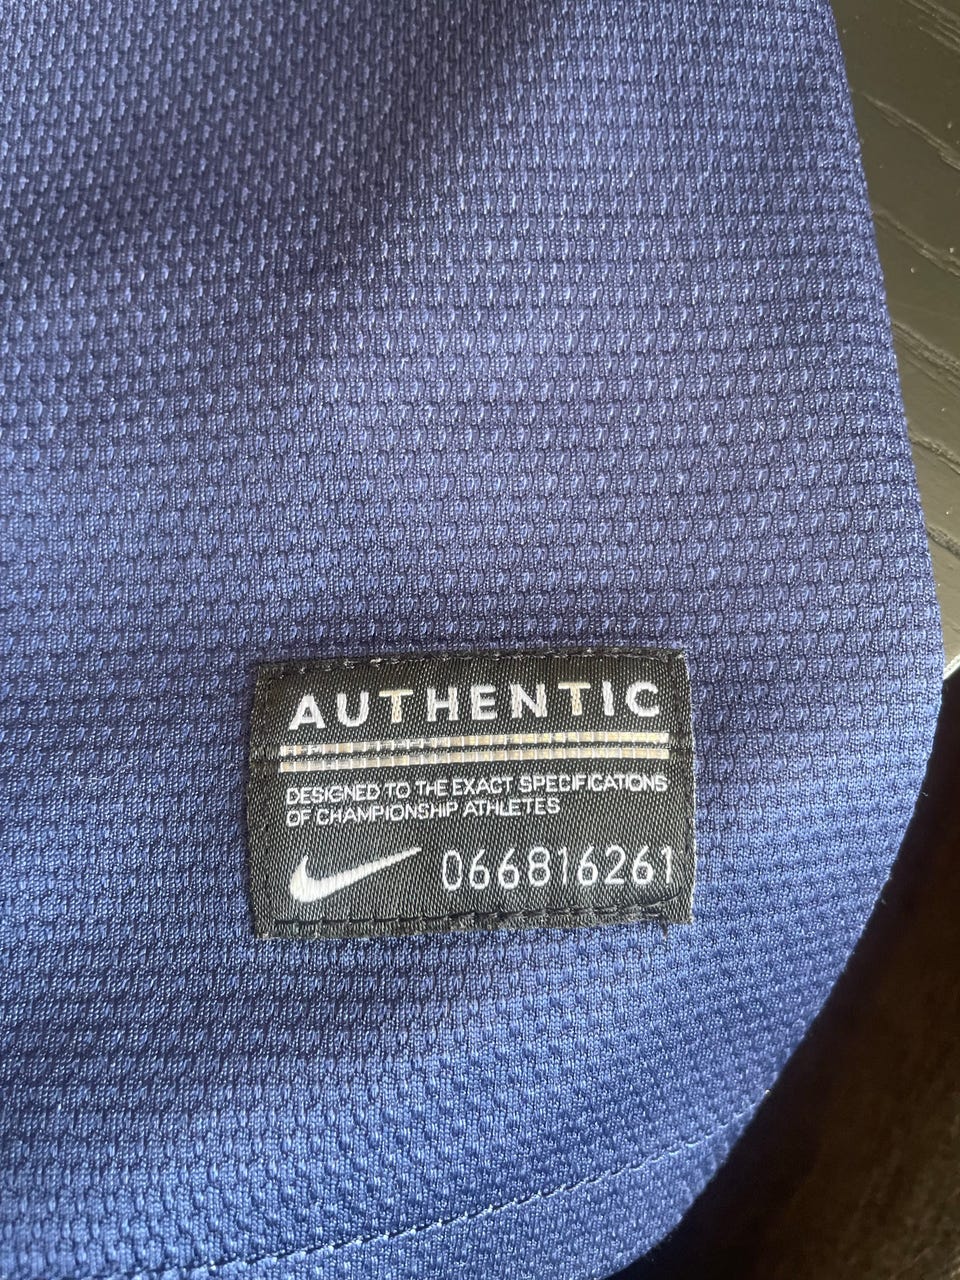 AUTHENTIC
DESIGNED TO THE EXACT SPECIFICATIONS
OF CHAMPIONSHIP ATHLETES
066816261